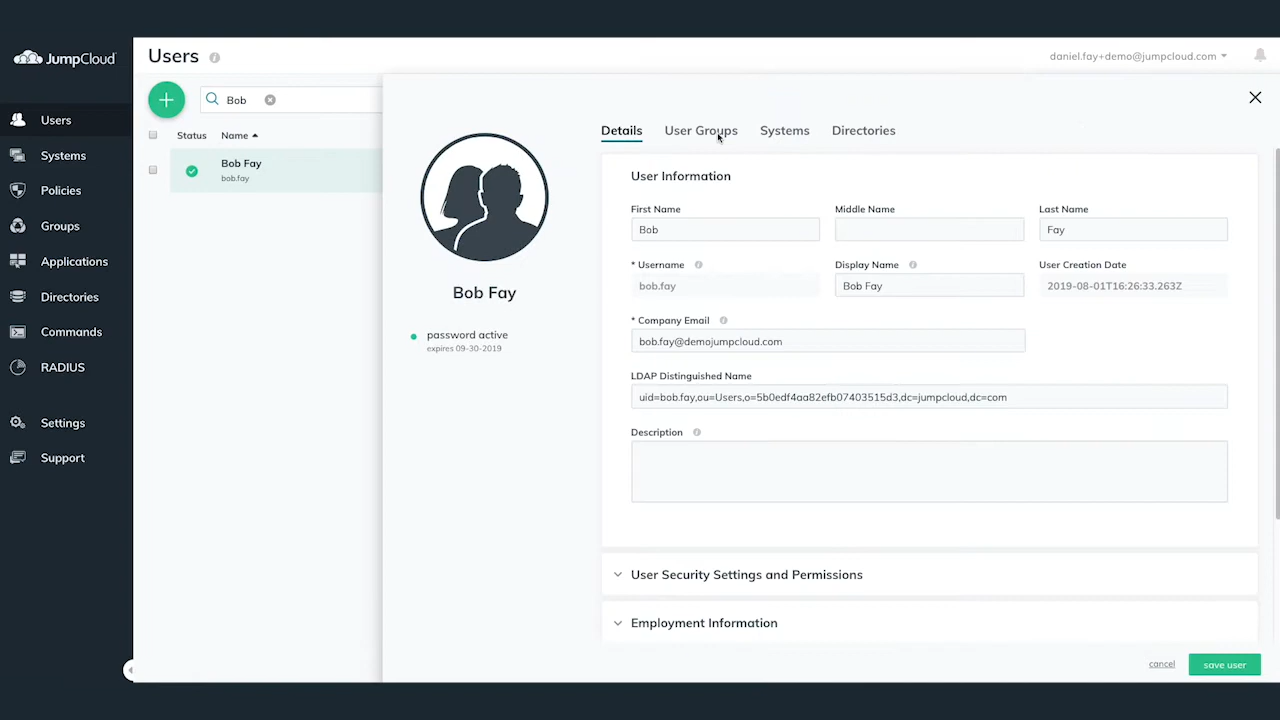 JumpCloud
Users
daniel.fay+demo@jumpcloud.com
Users
Systems
Policies
Groups
Applications
Directories
Commands
RADIUS
Settings
Support
Bob
Status Name
Bob Fay
bob.fay
Bob Fay
password active
expires 09-30-2019
Details User Groups Systems Directories
User Information
First Name Middle Name Last Name
Bob Fay
* Username Display Name User Creation Date
bob.fay Bob Fay 2019-08-01T16:26:33.263Z
* Company Email
bob.fay@demojumpcloud.com
LDAP Distinguished Name
uid=bob.fay,ou=Users,o=5b0edf4aa82efb07403515d3,dc=jumpcloud,dc=com
Description
User Security Settings and Permissions
Employment Information
cancel save user